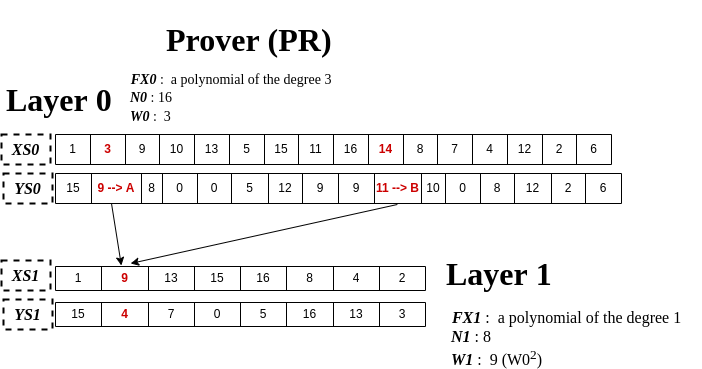 Prover (PR)
FX0 : a polynomial of the degree 3
Layer 0
N0 : 16
W0 : 3
XS0 1 3 9 10 13 5 15 11 16 14 8 7 4 12 2 6
YS0 15 9 --> A 8 0 0 5 12 9 9 11 --> B 10 0 8 12 2 6
XS1 1 9 13 15 16 8 4 2
Layer 1
YS1 15 4 7 0 5 16 13 3
FX1 : a polynomial of the degree 1
N1 : 8
W1 : 9 (W0²)